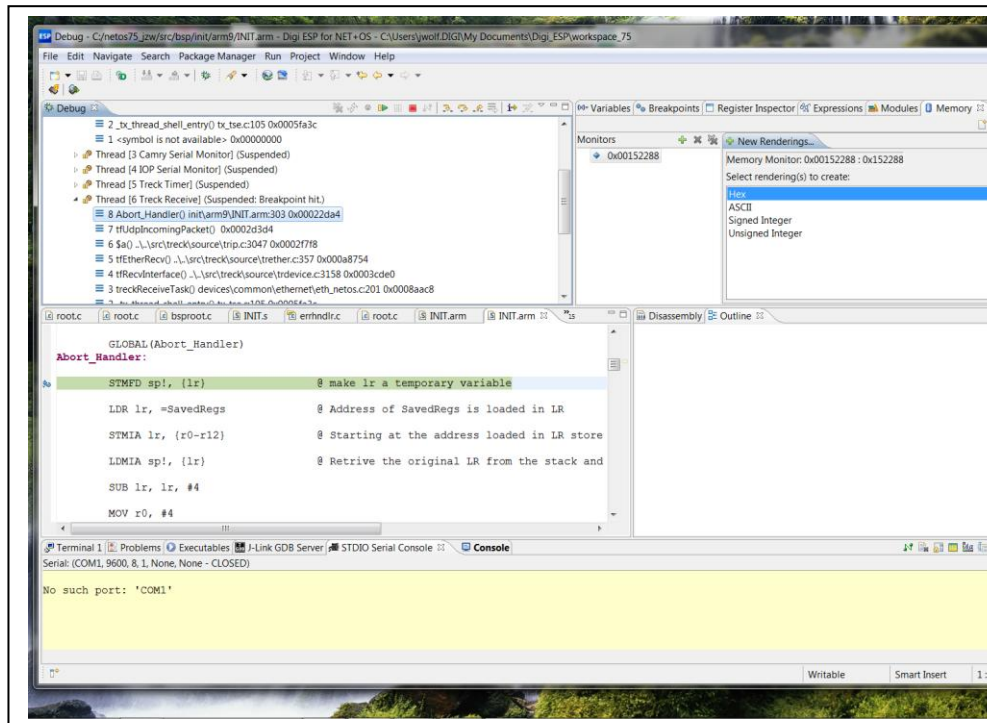 Debug - C:/netos75_jzw/src/bsp/init/arm9/INIT.arm - Digi ESP for NET+OS - C:\Users\jwolf.DIGI\My Documents\Digi_ESP\workspace_75
File Edit Navigate Search Package Manager Run Project Window Help
Debug
2 _tx_thread_shell_entry() tx_tse.c:105 0x0005fa3c
1 <symbol is not available> 0x00000000
Thread [3 Camry Serial Monitor] (Suspended)
Thread [4 IOP Serial Monitor] (Suspended)
Thread [5 Treck Timer] (Suspended)
Thread [6 Treck Receive] (Suspended: Breakpoint hit.)
8 Abort_Handler() init\arm9\INIT.arm:303 0x00022da4
7 tfUdpIncomingPacket() 0x0002d3d4
6 $a() ..\..\src\treck\source\trip.c:3047 0x0002f7f8
5 tfEtherRecv() ..\..\src\treck\source\trether.c:357 0x000a8754
4 tfRecvInterface() ..\..\src\treck\source\trdevice.c:3158 0x0003cde0
3 treckReceiveTask() devices\common\ethernet\eth_netos.c:201 0x0008aac8
2 _tx_thread_shell_entry() tx_tse.c:105 0x0005fa3c
Variables Breakpoints Register Inspector Expressions Modules Memory
Monitors
0x00152288
New Renderings...
Memory Monitor: 0x00152288 : 0x152288
Select rendering(s) to create:
Hex
ASCII
Signed Integer
Unsigned Integer
root.c root.c bsproot.c INIT.s errhndlr.c root.c INIT.arm INIT.arm »15
Disassembly Outline
GLOBAL(Abort_Handler)
Abort_Handler:
STMFD sp!, {lr} @ make lr a temporary variable
LDR lr, =SavedRegs @ Address of SavedRegs is loaded in LR
STMIA lr, {r0-r12} @ Starting at the address loaded in LR store
LDMIA sp!, {lr} @ Retrive the original LR from the stack and
SUB lr, lr, #4
MOV r0, #4
Terminal 1 Problems Executables J-Link GDB Server STDIO Serial Console Console
Serial: (COM1, 9600, 8, 1, None, None - CLOSED)
No such port: 'COM1'
Writable Smart Insert 1 :